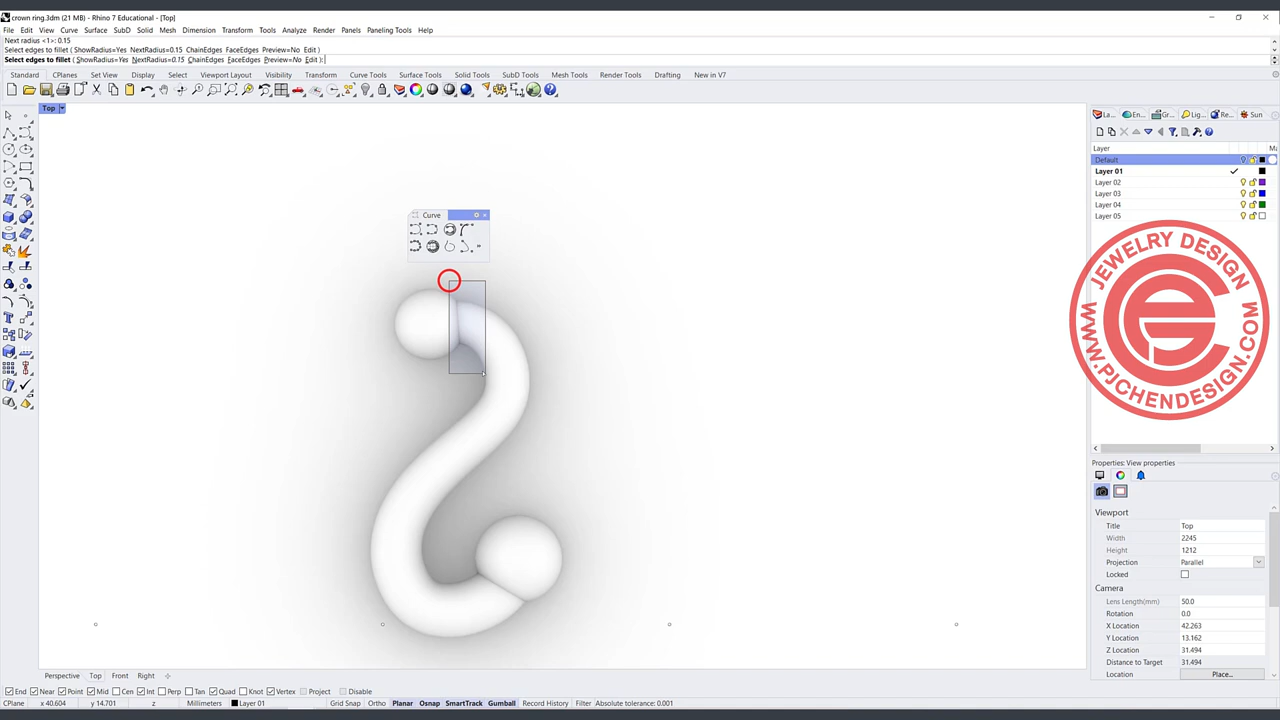 crown ring.3dm (21 MB) - Rhino 7 Educational - [Top]
File Edit View Curve Surface SubD Solid Mesh Dimension Transform Tools Analyze Render Panels Paneling Tools Help
Next radius <1>: 0.15
Select edges to fillet ( ShowRadius=Yes NextRadius=0.15 ChainEdges FaceEdges Preview=No Edit )
Select edges to fillet ( ShowRadius=Yes NextRadius=0.15 ChainEdges FaceEdges Preview=No Edit ):
Standard CPlanes Set View Display Select Viewport Layout Visibility Transform Curve Tools Surface Tools Solid Tools SubD Tools Mesh Tools Render Tools Drafting New in V7
Top
La... En... Gr... Lig... Re... Sun
Layer Ma
Default
Layer 01
Layer 02
Layer 03
Layer 04
Layer 05
Curve
JEWELRY DESIGN
WWW.PJCHENDESIGN.COM
Properties: View properties
Viewport
Title Top
Width 2245
Height 1212
Projection Parallel
Locked
Camera
Lens Length(mm) 50.0
Rotation 0.0
X Location 42.263
Y Location 13.162
Z Location 31.494
Distance to Target 31.494
Location Place...
Perspective Top Front Right
End Near Point Mid Cen Int Perp Tan Quad Knot Vertex Project Disable
CPlane x 40.604 y 14.701 z Millimeters Layer 01 Grid Snap Ortho Planar Osnap SmartTrack Gumball Record History Filter Absolute tolerance: 0.001